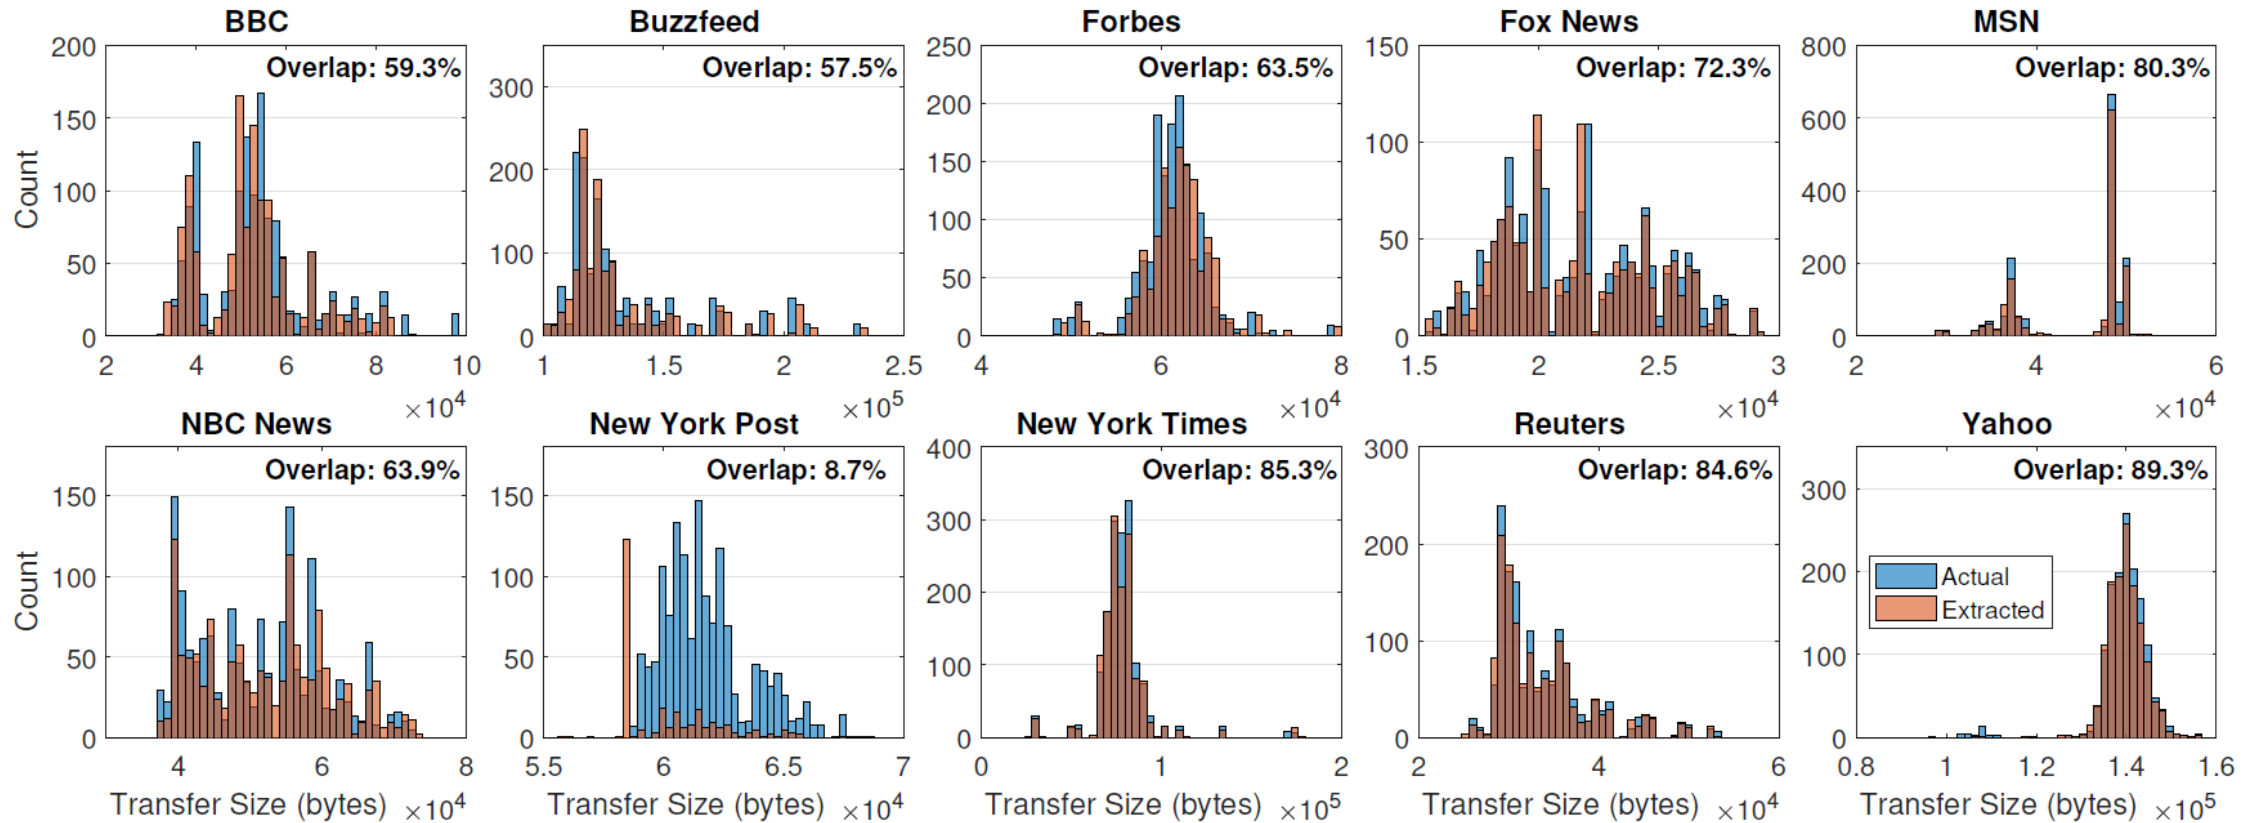 BBC
Buzzfeed
Forbes
Fox News
MSN
Overlap: 59.3%
Overlap: 57.5%
Overlap: 63.5%
Overlap: 72.3%
Overlap: 80.3%
Count
200
150
100
50
0
2 4 6 8 10
×10^4
300
200
100
0
1 1.5 2 2.5
×10^5
250
200
150
100
50
0
4 6 8
×10^4
150
100
50
0
1.5 2 2.5 3
×10^4
800
600
400
200
0
2 4 6
×10^4
NBC News
New York Post
New York Times
Reuters
Yahoo
Overlap: 63.9%
Overlap: 8.7%
Overlap: 85.3%
Overlap: 84.6%
Overlap: 89.3%
Count
150
100
50
0
4 6 8
Transfer Size (bytes) ×10^4
150
100
50
0
5.5 6 6.5 7
Transfer Size (bytes) ×10^4
400
300
200
100
0
0 1 2
Transfer Size (bytes) ×10^5
300
200
100
0
2 4 6
Transfer Size (bytes) ×10^4
300
200
100
0
Actual
Extracted
0.8 1 1.2 1.4 1.6
Transfer Size (bytes) ×10^5